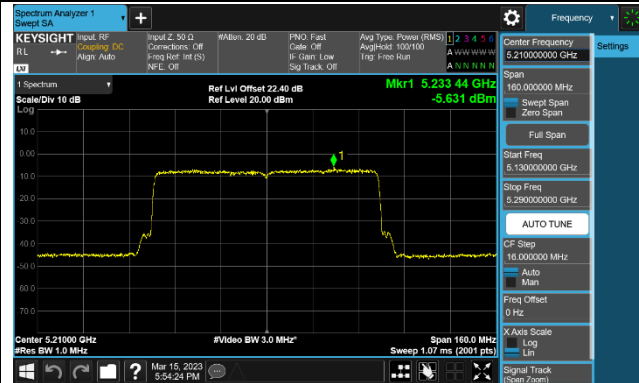 Spectrum Analyzer 1
Swept SA
Frequency
KEYSIGHT
RL
LXI
Input: RF
Coupling: DC
Align: Auto
Input Z: 50 Ω
Corrections: Off
Freq Ref: Int (S)
NFE: Off
#Atten: 20 dB
PNO: Fast
Gate: Off
IF Gain: Low
Sig Track: Off
Avg Type: Power (RMS)
Avg|Hold: 100/100
Trig: Free Run
1 2 3 4 5 6
A W W W W W
A N N N N N
1 Spectrum
Scale/Div 10 dB
Log
Ref Lvl Offset 22.40 dB
Ref Level 20.00 dBm
Mkr1 5.233 44 GHz
-5.631 dBm
10.0
0.00
-10.0
-20.0
-30.0
-40.0
-50.0
-60.0
-70.0
1
Center 5.21000 GHz
#Res BW 1.0 MHz
#Video BW 3.0 MHz*
Span 160.0 MHz
Sweep 1.07 ms (2001 pts)
Mar 15, 2023
5:54:24 PM
Center Frequency
5.210000000 GHz
Settings
Span
160.000000 MHz
Swept Span
Zero Span
Full Span
Start Freq
5.130000000 GHz
Stop Freq
5.290000000 GHz
AUTO TUNE
CF Step
16.000000 MHz
Auto
Man
Freq Offset
0 Hz
X Axis Scale
Log
Lin
Signal Track
(Span Zoom)